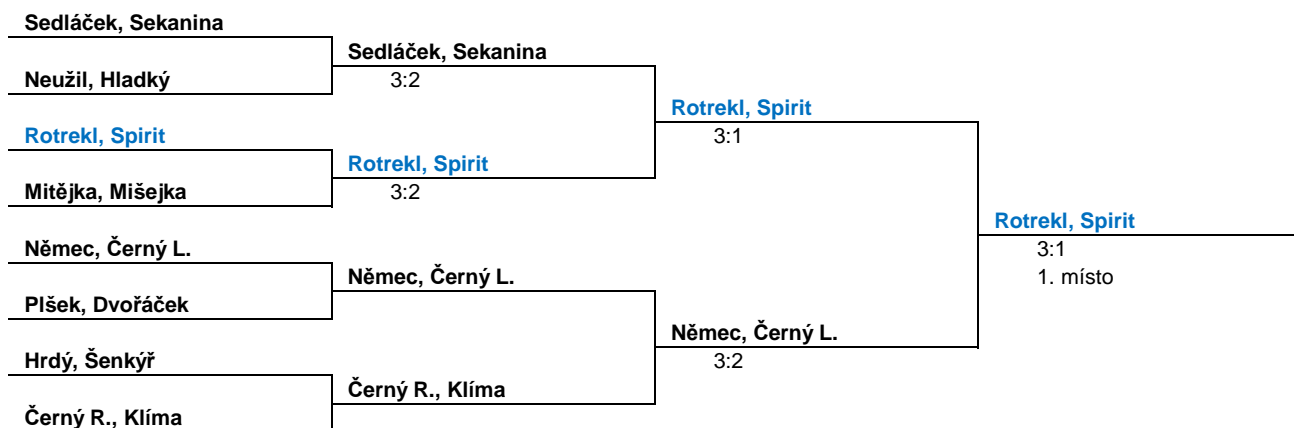 Sedláček, Sekanina
Sedláček, Sekanina
Neužil, Hladký
3:2
Rotrekl, Spirit
Rotrekl, Spirit
3:1
Rotrekl, Spirit
Mitějka, Mišejka
3:2
Rotrekl, Spirit
Němec, Černý L.
3:1
Němec, Černý L.
1. místo
Plšek, Dvořáček
Němec, Černý L.
Hrdý, Šenkýř
3:2
Černý R., Klíma
Černý R., Klíma